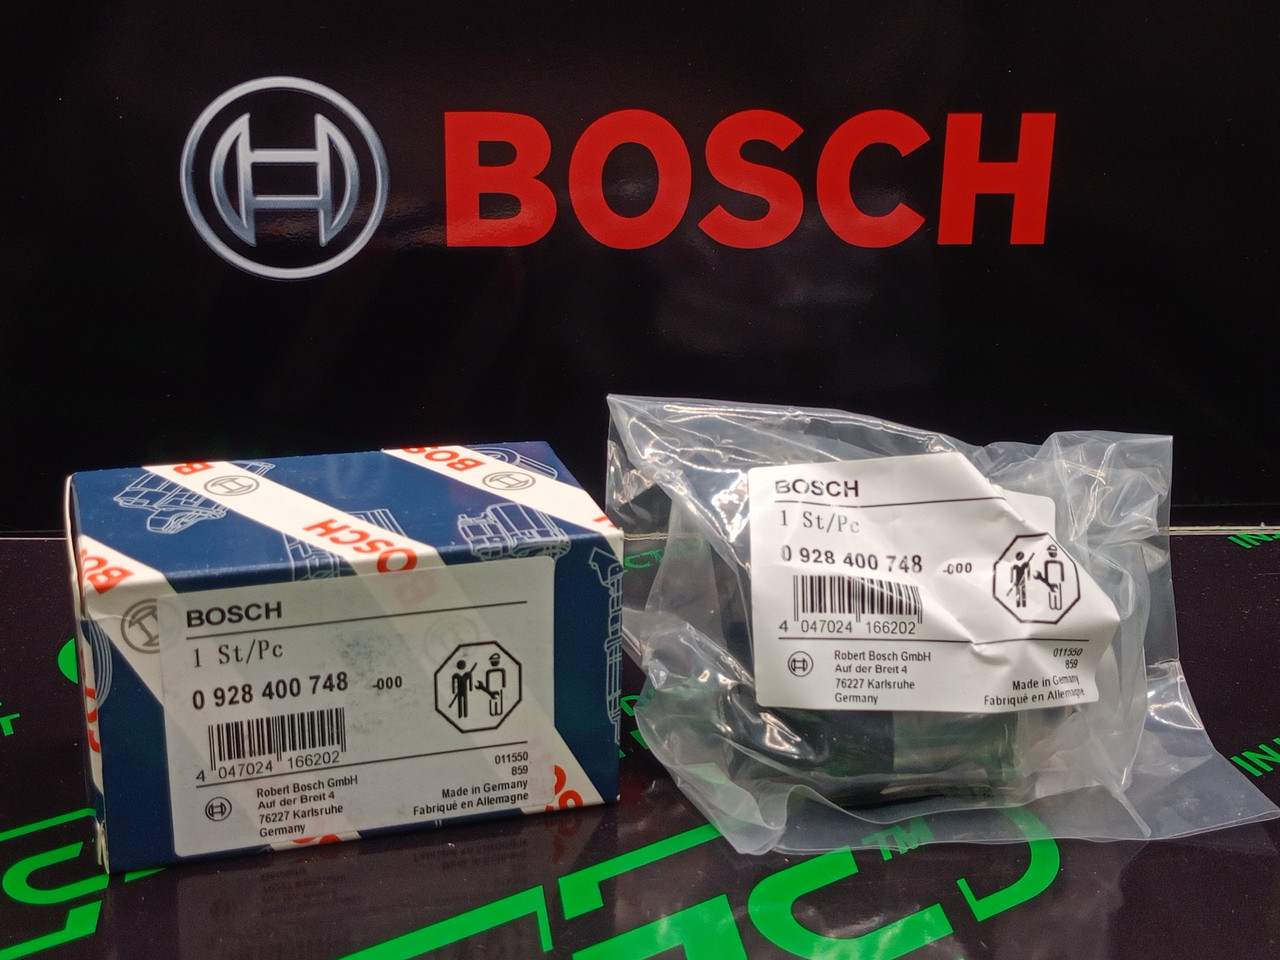 BOSCH
BOSCH
BOSCH
BOSCH
1 St/Pc
0 928 400 748 -000
4 047024 166202
Robert Bosch GmbH
Auf der Breit 4
76227 Karlsruhe
Germany
011550
859
Made in Germany
Fabriqué en Allemagne
BOSCH
1 St/Pc
0 928 400 748 -000
4 047024 166202
Robert Bosch GmbH
Auf der Breit 4
76227 Karlsruhe
Germany
011550
859
Made in Germany
Fabriqué en Allemagne
TM